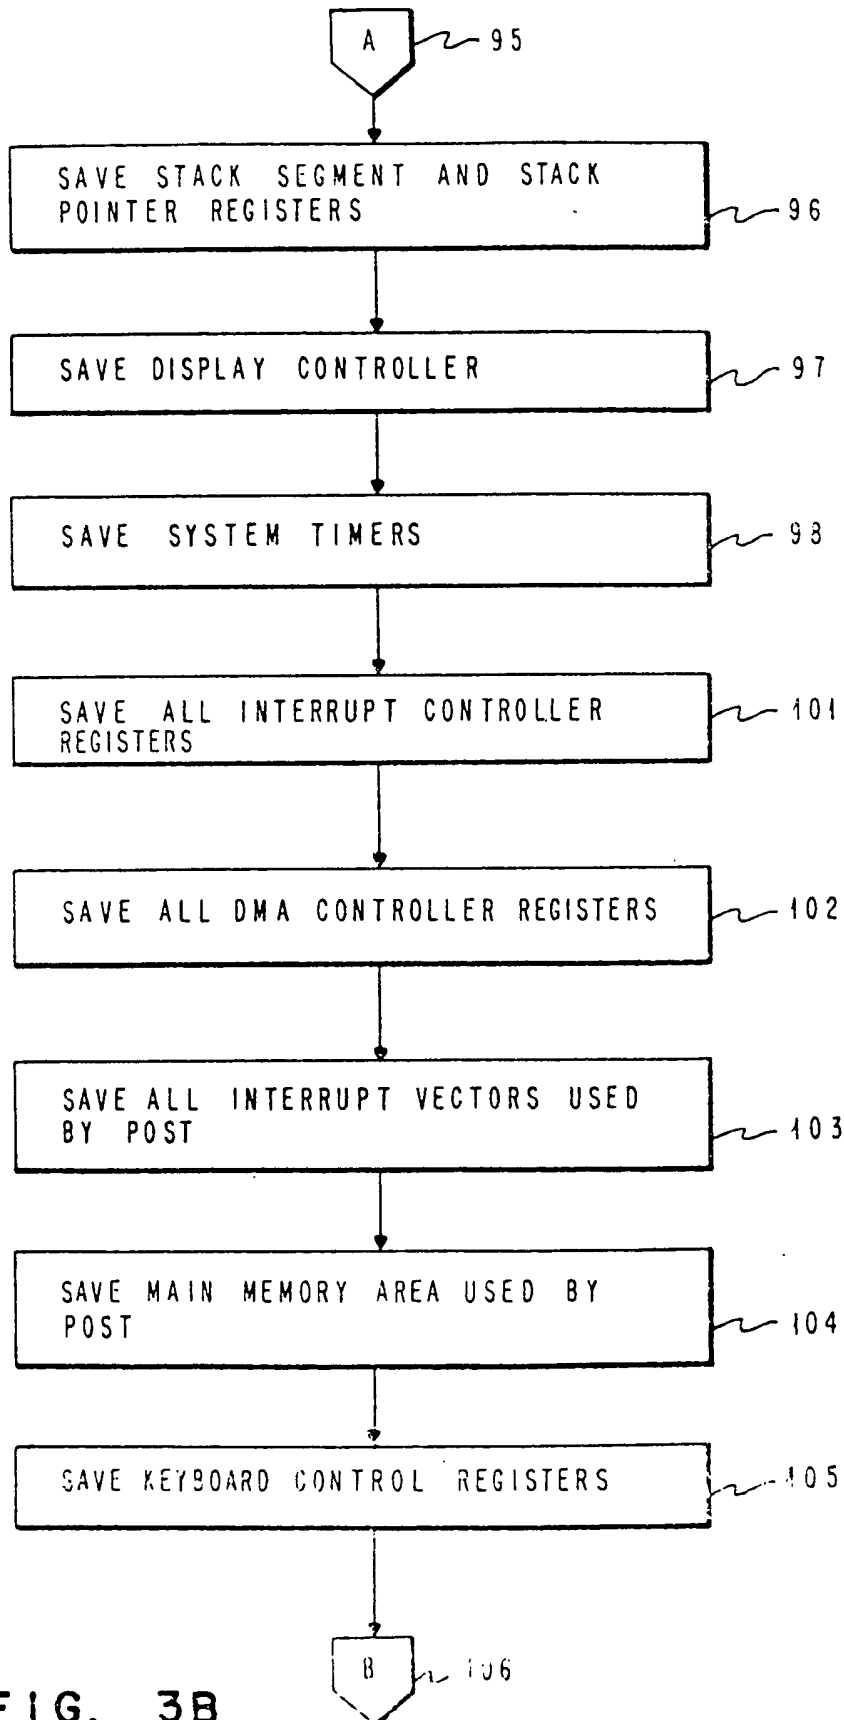 A
95
SAVE STACK SEGMENT AND STACK
POINTER REGISTERS
96
SAVE DISPLAY CONTROLLER
97
SAVE SYSTEM TIMERS
98
SAVE ALL INTERRUPT CONTROLLER
REGISTERS
101
SAVE ALL DMA CONTROLLER REGISTERS
102
SAVE ALL INTERRUPT VECTORS USED
BY POST
103
SAVE MAIN MEMORY AREA USED BY
POST
104
SAVE KEYBOARD CONTROL REGISTERS
105
B
106
FIG. 3B